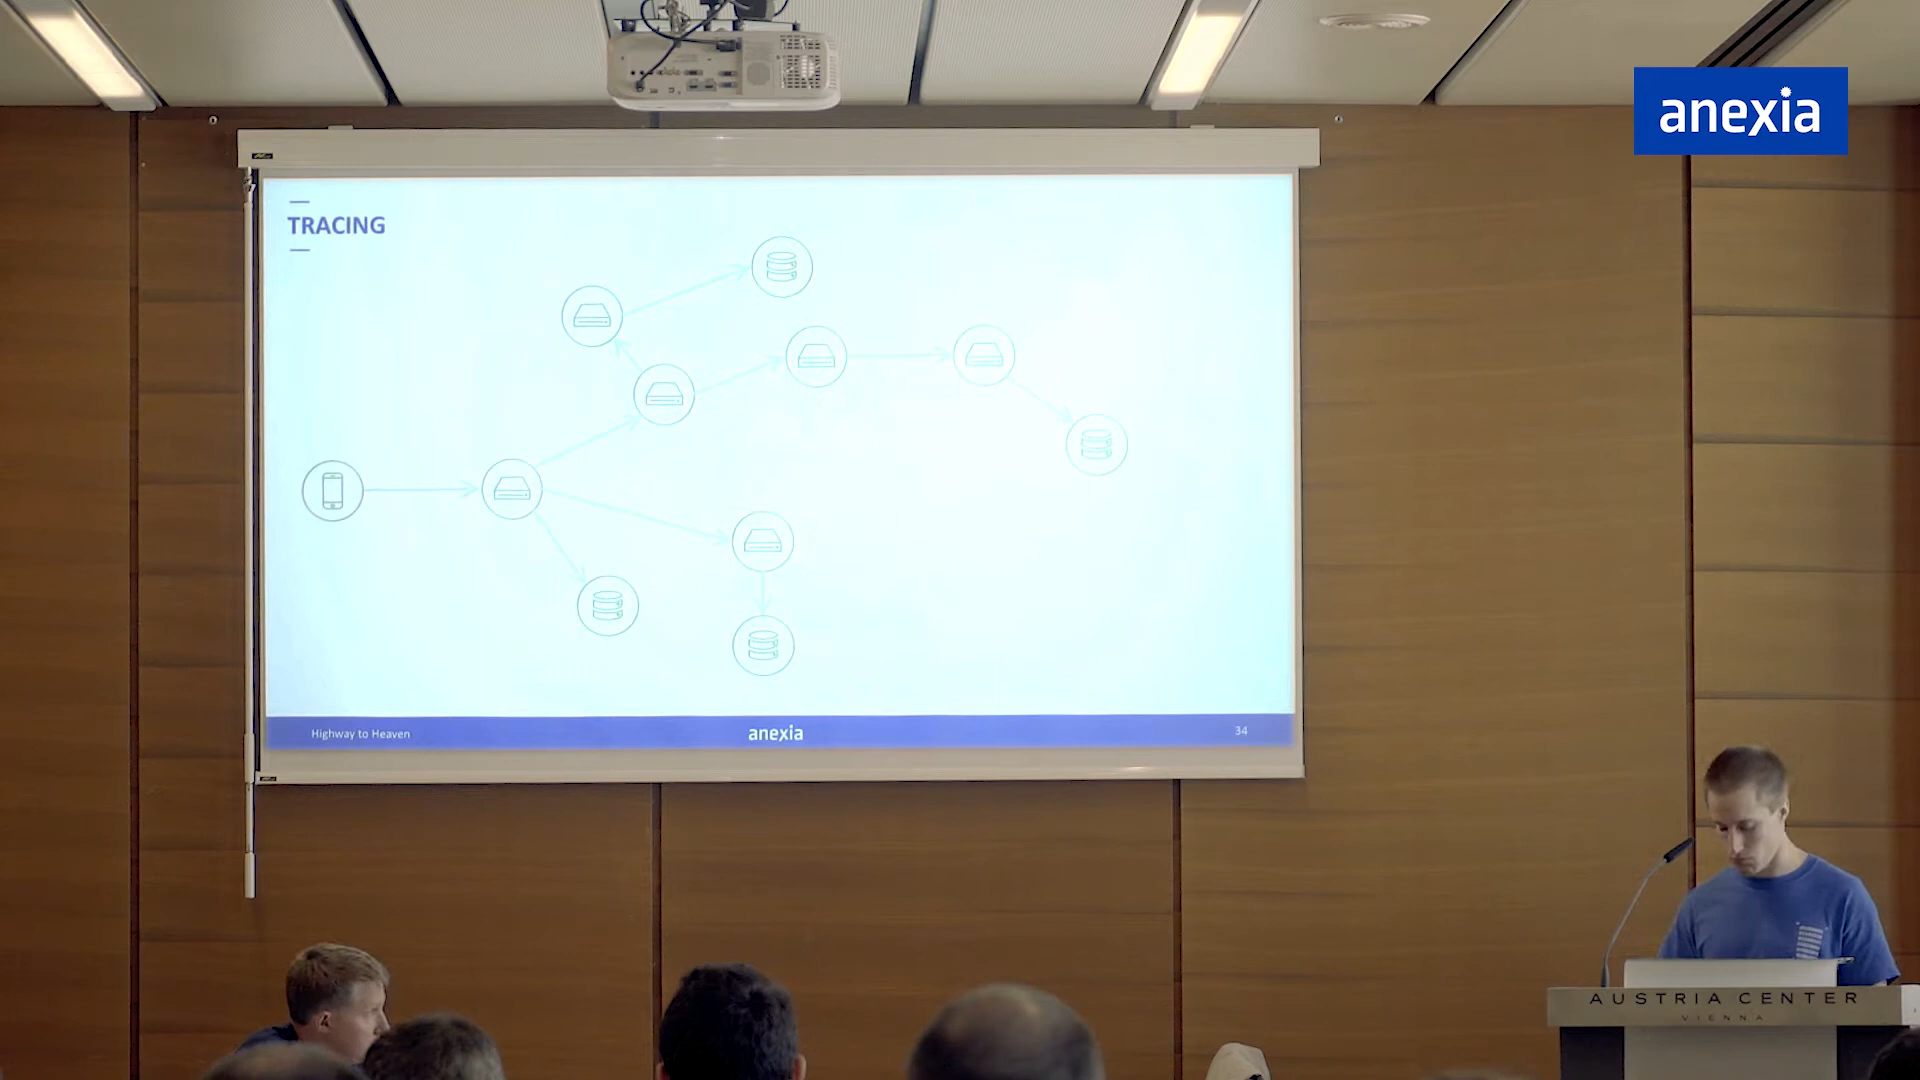 anexia
TRACING
Highway to Heaven
anexia
34
AUSTRIA CENTER
VIENNA